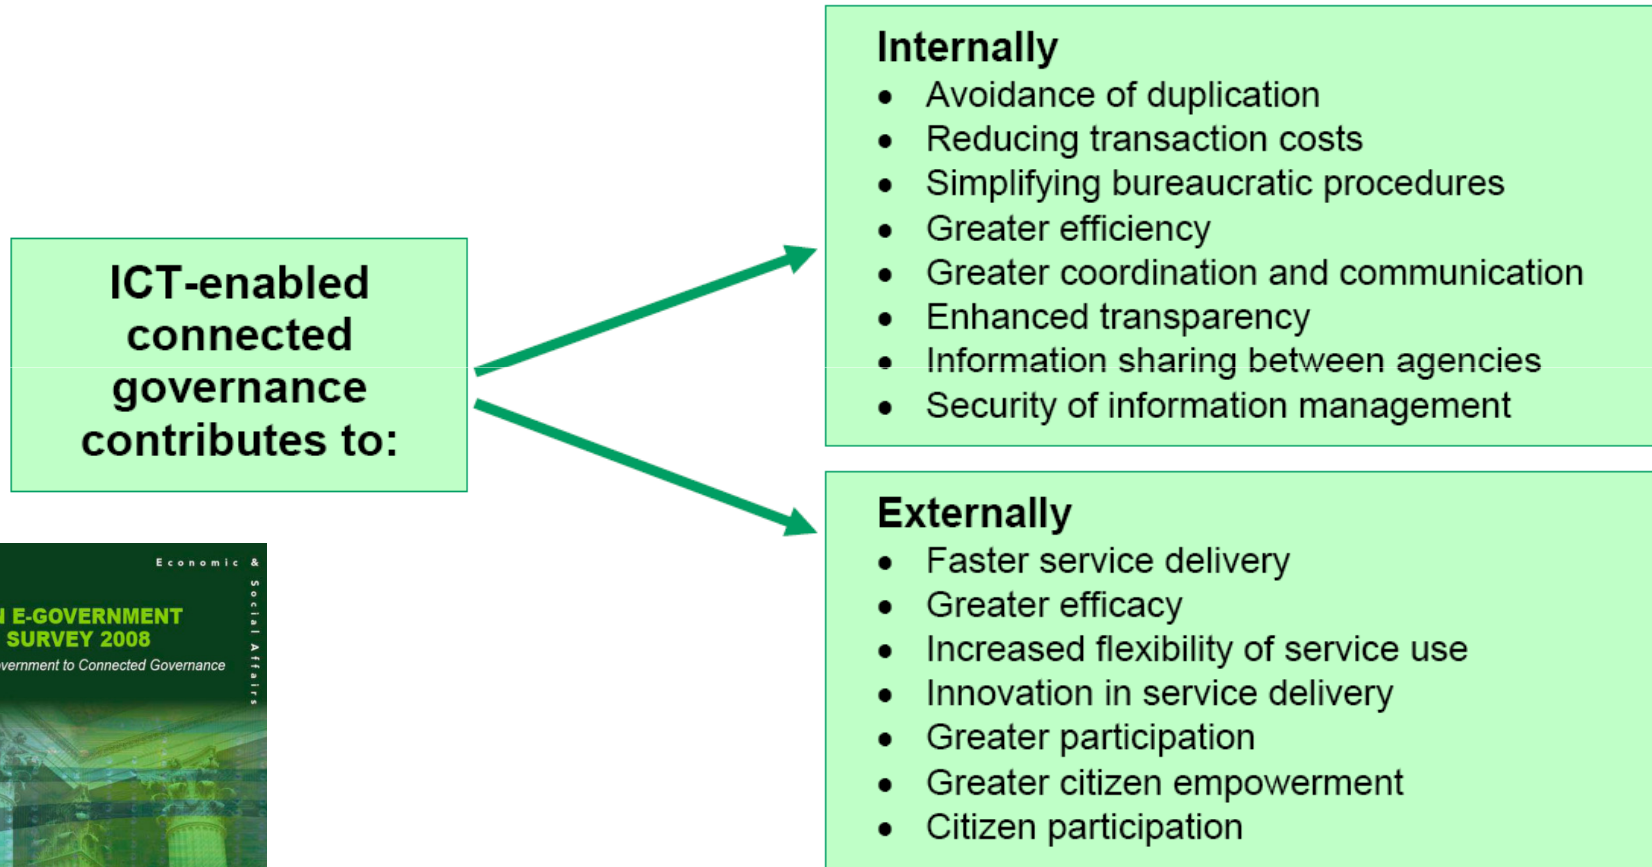 ICT-enabled
connected
governance
contributes to:
Internally
• Avoidance of duplication
• Reducing transaction costs
• Simplifying bureaucratic procedures
• Greater efficiency
• Greater coordination and communication
• Enhanced transparency
• Information sharing between agencies
• Security of information management
Externally
• Faster service delivery
• Greater efficacy
• Increased flexibility of service use
• Innovation in service delivery
• Greater participation
• Greater citizen empowerment
• Citizen participation
Economic &
Social Affairs
E-GOVERNMENT
SURVEY 2008
to Connected Governance